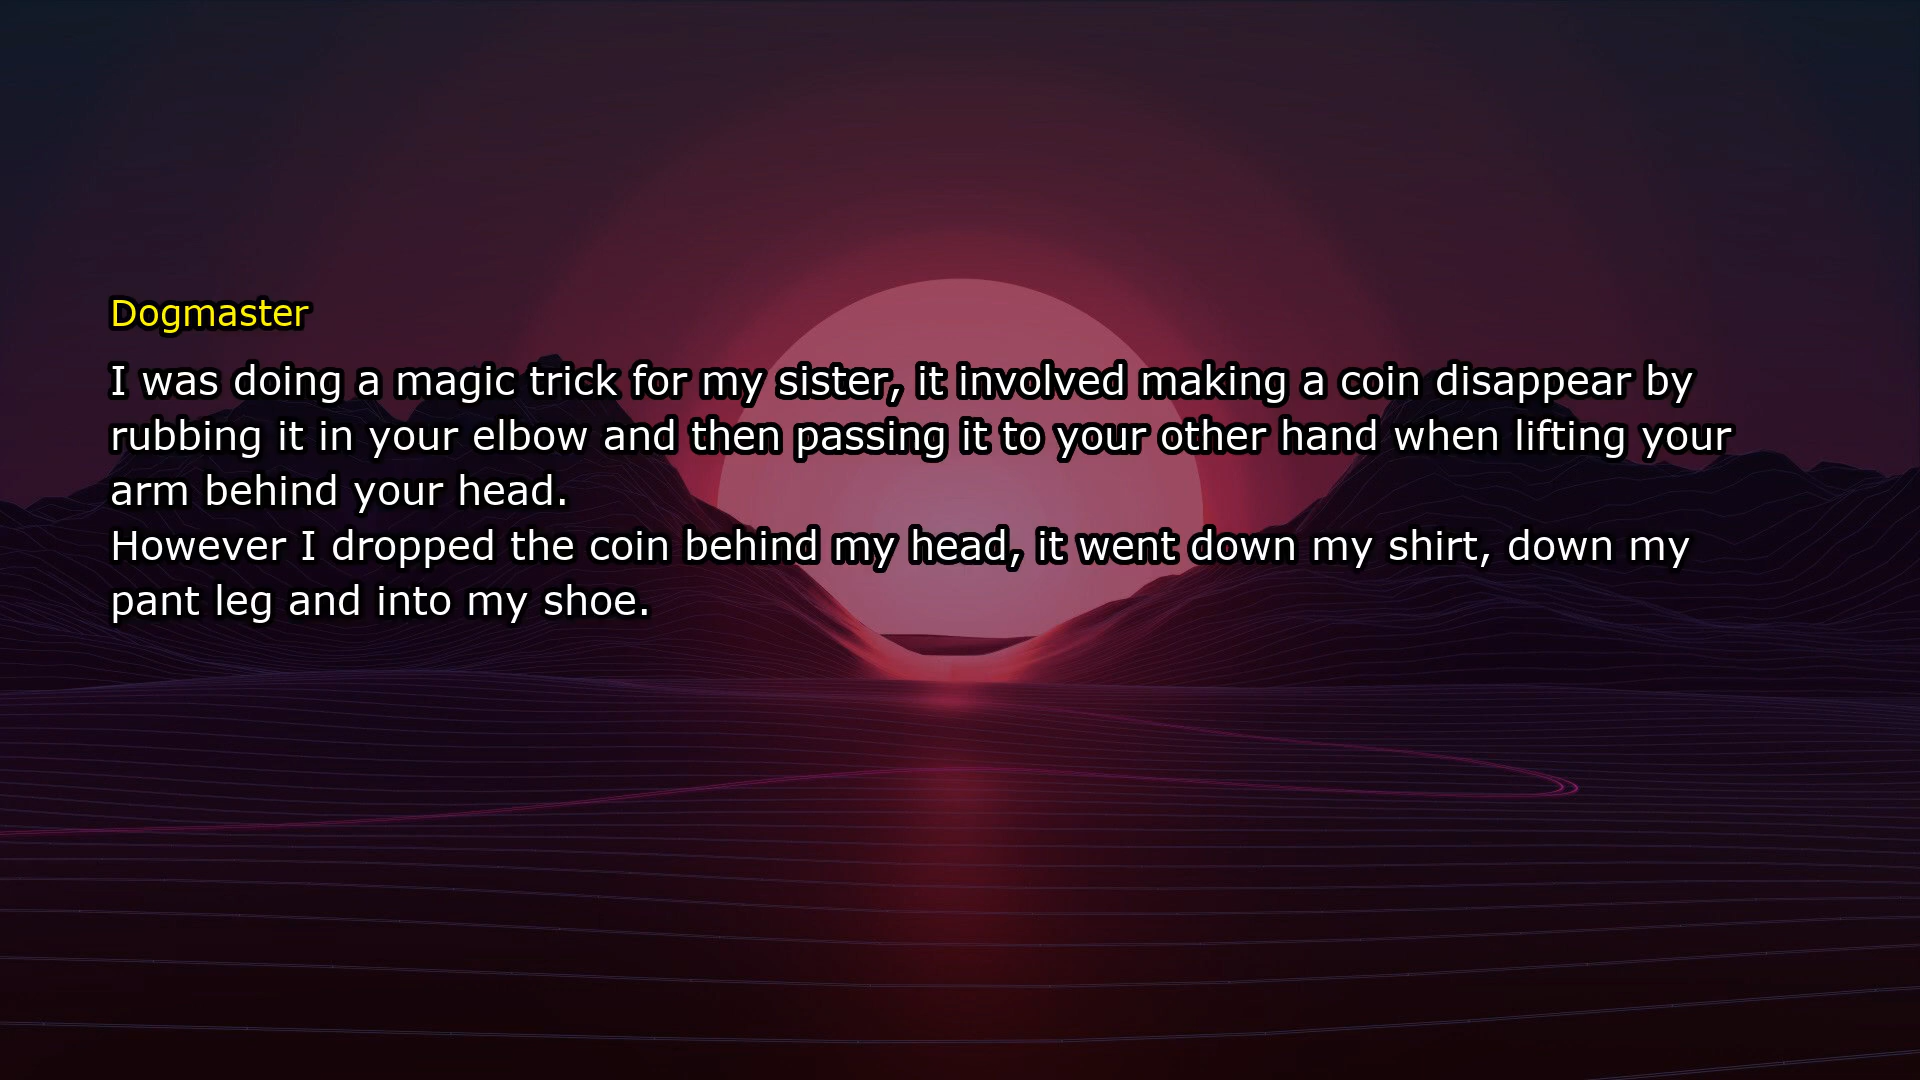 Dogmaster
I was doing a magic trick for my sister, it involved making a coin disappear by
rubbing it in your elbow and then passing it to your other hand when lifting your
arm behind your head.
However I dropped the coin behind my head, it went down my shirt, down my
pant leg and into my shoe.